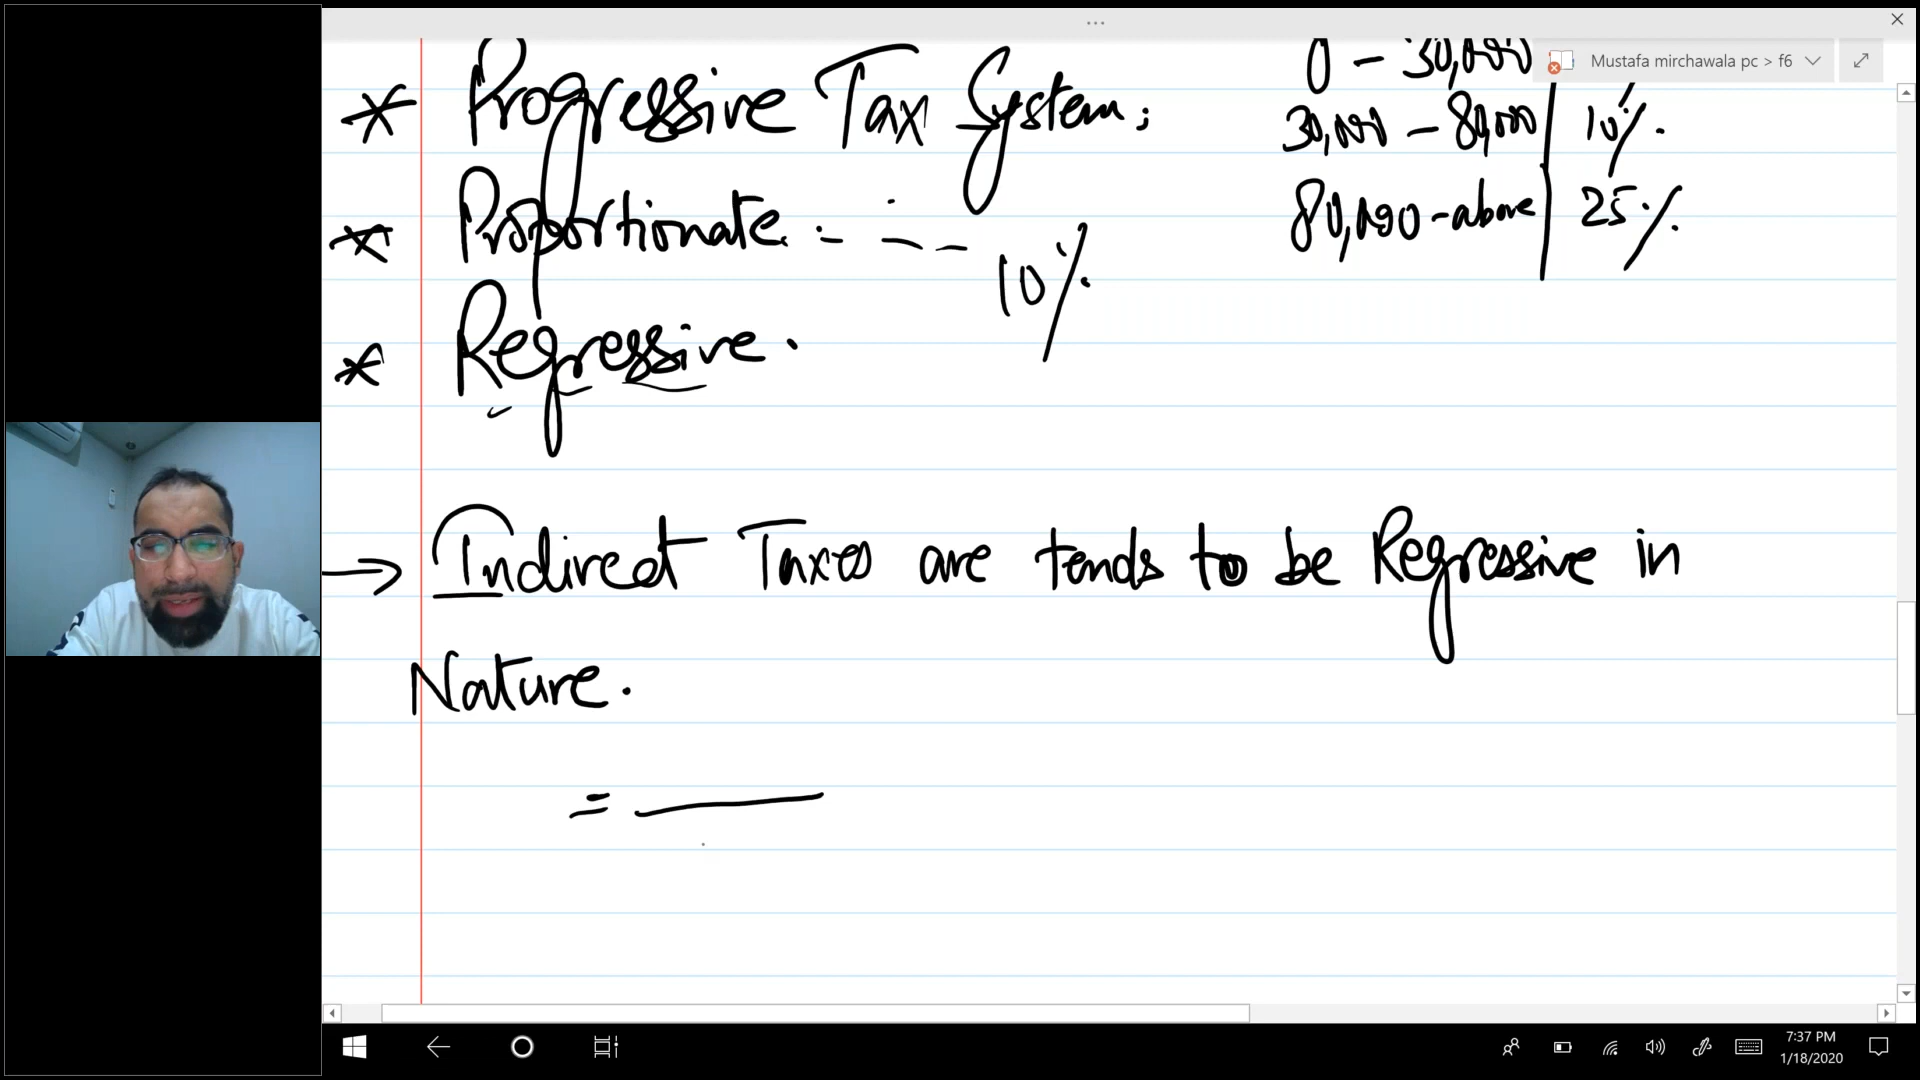 Mustafa mirchawala pc > f6
* Progressive Tax System:
0 - 30,000
30,000 - 80,000 | 10%.
80,000 - above | 25%.
* Proportionate. :- --
10%
* Regressive.
→ Indirect Taxes are tends to be Regressive in
Nature.
=
7:37 PM
1/18/2020